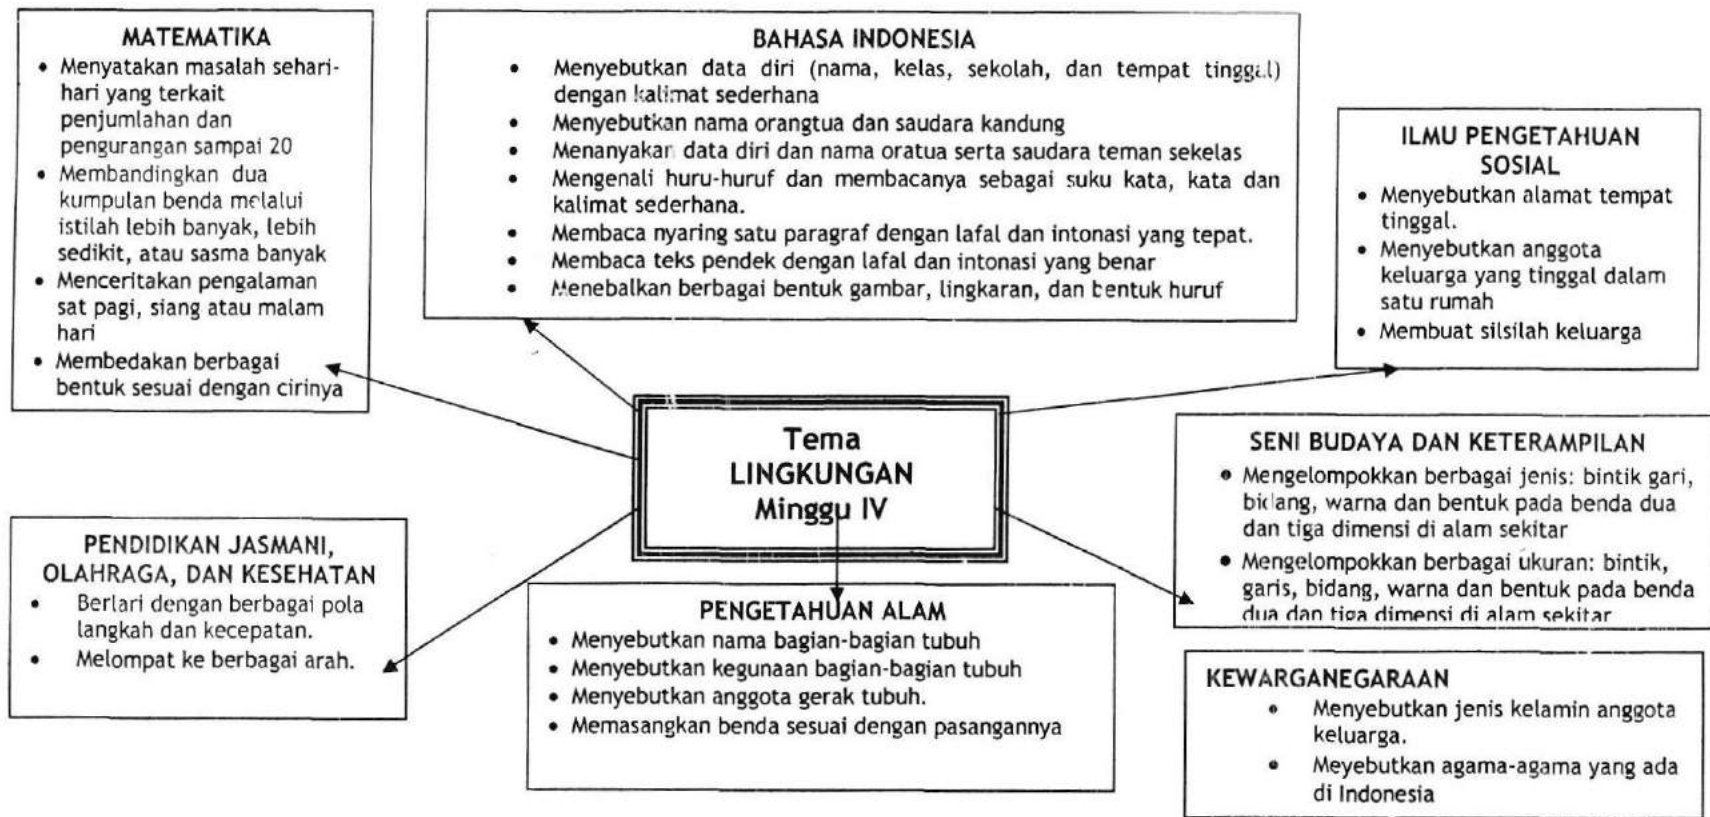 MATEMATIKA
• Menyatakan masalah sehari-
hari yang terkait
penjumlahan dan
pengurangan sampai 20
• Membandingkan dua
kumpulan benda melalui
istilah lebih banyak, lebih
sedikit, atau sasma banyak
• Menceritakan pengalaman
sat pagi, siang atau malam
hari
• Membedakan berbagai
bentuk sesuai dengan cirinya
BAHASA INDONESIA
• Menyebutkan data diri (nama, kelas, sekolah, dan tempat tinggal)
dengan kalimat sederhana
• Menyebutkan nama orangtua dan saudara kandung
• Menanyakan data diri dan nama oratua serta saudara teman sekelas
• Mengenali huru-huruf dan membacanya sebagai suku kata, kata dan
kalimat sederhana.
• Membaca nyaring satu paragraf dengan lafal dan intonasi yang tepat.
• Membaca teks pendek dengan lafal dan intonasi yang benar
• Menebalkan berbagai bentuk gambar, lingkaran, dan bentuk huruf
ILMU PENGETAHUAN
SOSIAL
• Menyebutkan alamat tempat
tinggal.
• Menyebutkan anggota
keluarga yang tinggal dalam
satu rumah
• Membuat silsilah keluarga
Tema
LINGKUNGAN
Minggu IV
SENI BUDAYA DAN KETERAMPILAN
• Mengelompokkan berbagai jenis: bintik gari,
bidang, warna dan bentuk pada benda dua
dan tiga dimensi di alam sekitar
• Mengelompokkan berbagai ukuran: bintik,
garis, bidang, warna dan bentuk pada benda
dua dan tiga dimensi di alam sekitar
PENDIDIKAN JASMANI,
OLAHRAGA, DAN KESEHATAN
• Berlari dengan berbagai pola
langkah dan kecepatan.
• Melompat ke berbagai arah.
PENGETAHUAN ALAM
• Menyebutkan nama bagian-bagian tubuh
• Menyebutkan kegunaan bagian-bagian tubuh
• Menyebutkan anggota gerak tubuh.
• Memasangkan benda sesuai dengan pasangannya
KEWARGANEGARAAN
• Menyebutkan jenis kelamin anggota
keluarga.
• Meyebutkan agama-agama yang ada
di Indonesia